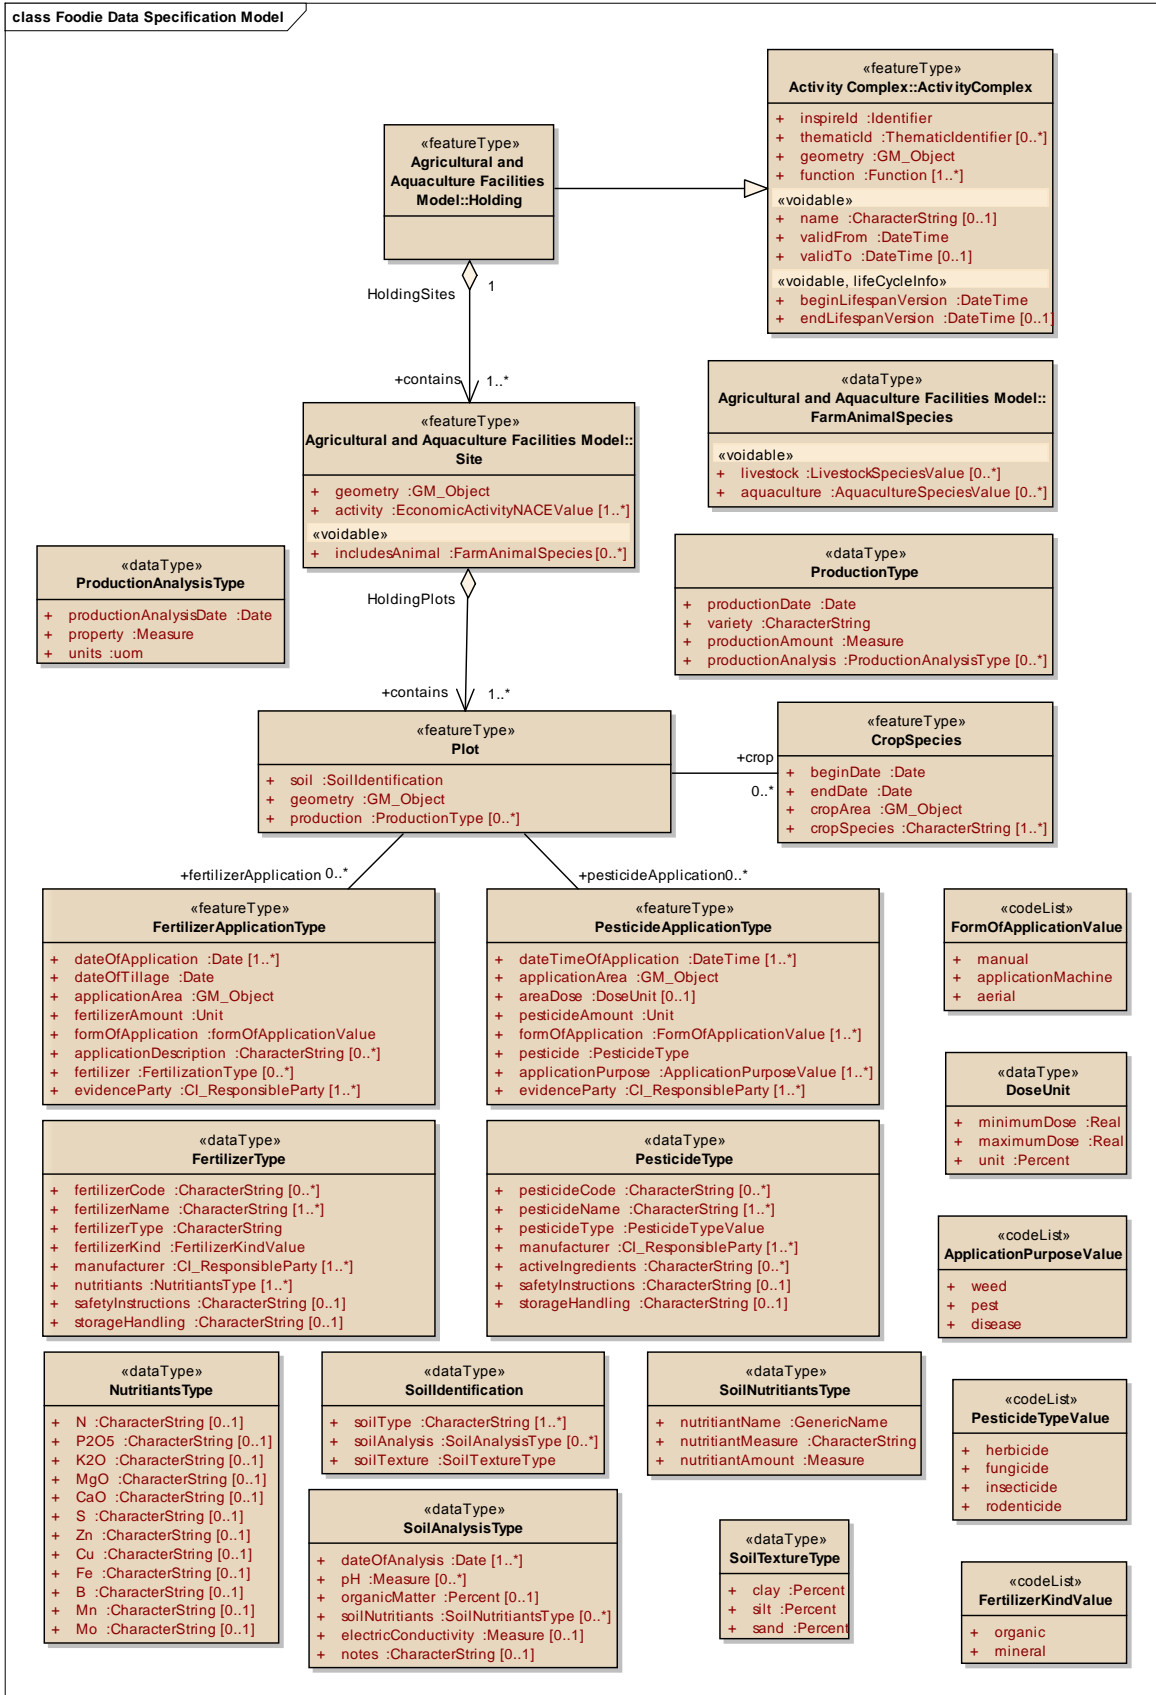 class Foodie Data Specification Model
«featureType»
Activity Complex::ActivityComplex
+ inspireId :Identifier
+ thematicId :ThematicIdentifier [0..*]
+ geometry :GM_Object
+ function :Function [1..*]
«voidable»
+ name :CharacterString [0..1]
+ validFrom :DateTime
+ validTo :DateTime [0..1]
«voidable, lifeCycleInfo»
+ beginLifespanVersion :DateTime
+ endLifespanVersion :DateTime [0..1]
«featureType»
Agricultural and
Aquaculture Facilities
Model::Holding
HoldingSites
1
+contains
1..*
«featureType»
Agricultural and Aquaculture Facilities Model::
Site
+ geometry :GM_Object
+ activity :EconomicActivityNACEValue [1..*]
«voidable»
+ includesAnimal :FarmAnimalSpecies [0..*]
«dataType»
Agricultural and Aquaculture Facilities Model::
FarmAnimalSpecies
«voidable»
+ livestock :LivestockSpeciesValue [0..*]
+ aquaculture :AquacultureSpeciesValue [0..*]
«dataType»
ProductionAnalysisType
+ productionAnalysisDate :Date
+ property :Measure
+ units :uom
HoldingPlots
+contains
1..*
«dataType»
ProductionType
+ productionDate :Date
+ variety :CharacterString
+ productionAmount :Measure
+ productionAnalysis :ProductionAnalysisType [0..*]
«featureType»
Plot
+ soil :SoilIdentification
+ geometry :GM_Object
+ production :ProductionType [0..*]
+crop
0..*
«featureType»
CropSpecies
+ beginDate :Date
+ endDate :Date
+ cropArea :GM_Object
+ cropSpecies :CharacterString [1..*]
+fertilizerApplication 0..*
+pesticideApplication0..*
«featureType»
FertilizerApplicationType
+ dateOfApplication :Date [1..*]
+ dateOfTillage :Date
+ applicationArea :GM_Object
+ fertilizerAmount :Unit
+ formOfApplication :formOfApplicationValue
+ applicationDescription :CharacterString [0..*]
+ fertilizer :FertilizationType [0..*]
+ evidenceParty :CI_ResponsibleParty [1..*]
«featureType»
PesticideApplicationType
+ dateTimeOfApplication :DateTime [1..*]
+ applicationArea :GM_Object
+ areaDose :DoseUnit [0..1]
+ pesticideAmount :Unit
+ formOfApplication :FormOfApplicationValue [1..*]
+ pesticide :PesticideType
+ applicationPurpose :ApplicationPurposeValue [1..*]
+ evidenceParty :CI_ResponsibleParty [1..*]
«codeList»
FormOfApplicationValue
+ manual
+ applicationMachine
+ aerial
«dataType»
DoseUnit
+ minimumDose :Real
+ maximumDose :Real
+ unit :Percent
«dataType»
FertilizerType
+ fertilizerCode :CharacterString [0..*]
+ fertilizerName :CharacterString [1..*]
+ fertilizerType :CharacterString
+ fertilizerKind :FertilizerKindValue
+ manufacturer :CI_ResponsibleParty [1..*]
+ nutritiants :NutritiantsType [1..*]
+ safetyInstructions :CharacterString [0..1]
+ storageHandling :CharacterString [0..1]
«dataType»
PesticideType
+ pesticideCode :CharacterString [0..*]
+ pesticideName :CharacterString [1..*]
+ pesticideType :PesticideTypeValue
+ manufacturer :CI_ResponsibleParty [1..*]
+ activeIngredients :CharacterString [0..*]
+ safetyInstructions :CharacterString [0..1]
+ storageHandling :CharacterString [0..1]
«codeList»
ApplicationPurposeValue
+ weed
+ pest
+ disease
«dataType»
NutritiantsType
+ N :CharacterString [0..1]
+ P2O5 :CharacterString [0..1]
+ K2O :CharacterString [0..1]
+ MgO :CharacterString [0..1]
+ CaO :CharacterString [0..1]
+ S :CharacterString [0..1]
+ Zn :CharacterString [0..1]
+ Cu :CharacterString [0..1]
+ Fe :CharacterString [0..1]
+ B :CharacterString [0..1]
+ Mn :CharacterString [0..1]
+ Mo :CharacterString [0..1]
«dataType»
SoilIdentification
+ soilType :CharacterString [1..*]
+ soilAnalysis :SoilAnalysisType [0..*]
+ soilTexture :SoilTextureType
«dataType»
SoilNutritiantsType
+ nutritiantName :GenericName
+ nutritiantMeasure :CharacterString
+ nutritiantAmount :Measure
«codeList»
PesticideTypeValue
+ herbicide
+ fungicide
+ insecticide
+ rodenticide
«dataType»
SoilAnalysisType
+ dateOfAnalysis :Date [1..*]
+ pH :Measure [0..*]
+ organicMatter :Percent [0..1]
+ soilNutritiants :SoilNutritiantsType [0..*]
+ electricConductivity :Measure [0..1]
+ notes :CharacterString [0..1]
«dataType»
SoilTextureType
+ clay :Percent
+ silt :Percent
+ sand :Percent
«codeList»
FertilizerKindValue
+ organic
+ mineral